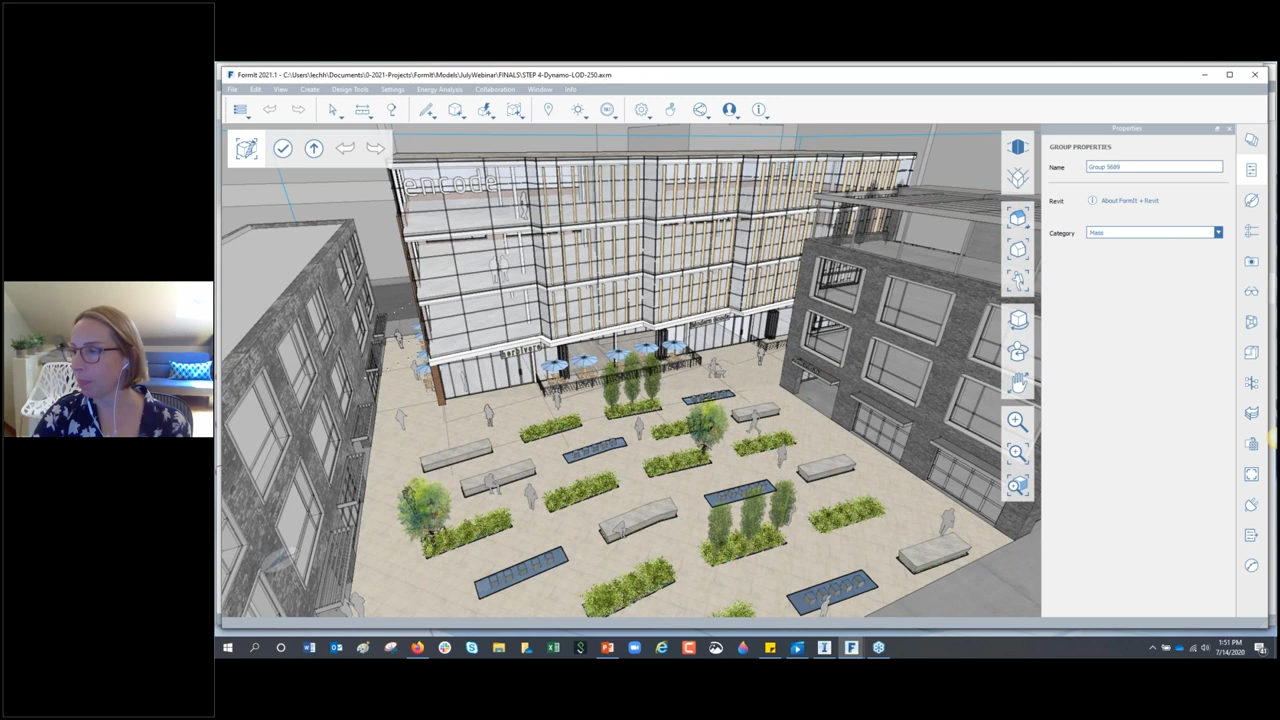 FormIt 2021.1 - C:\Users\lechh\Documents\0-2021-Projects\FormIt\Models\JulyWebinar\FINALS\STEP 4-Dynamo-LOD-250.axm
File Edit View Create Design Tools Settings Energy Analysis Collaboration Window Info
Properties
GROUP PROPERTIES
Name Group 5689
Revit About FormIt + Revit
Category Mass
encode
herbivore
1:51 PM
7/14/2020